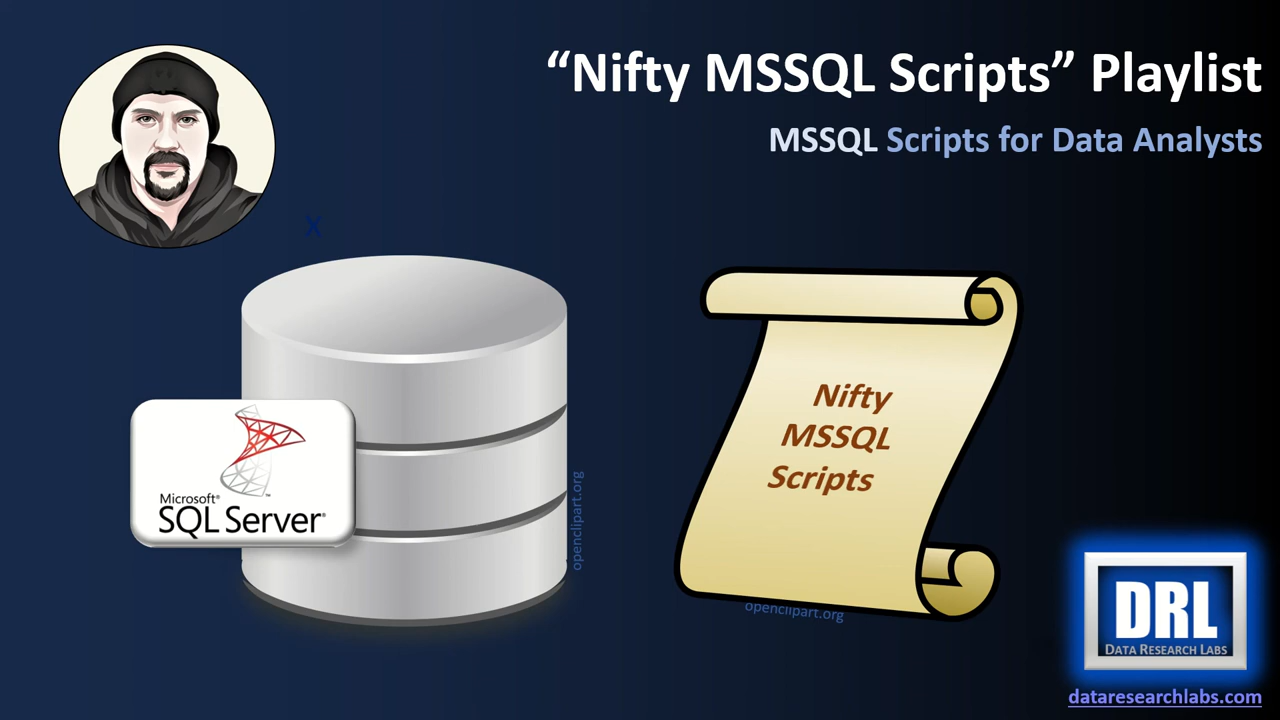 “Nifty MSSQL Scripts” Playlist
MSSQL Scripts for Data Analysts
X
Nifty
MSSQL
Scripts
Microsoft®
SQL Server®
openclipart.org
openclipart.org
DRL
DATA RESEARCH LABS
dataresearchlabs.com